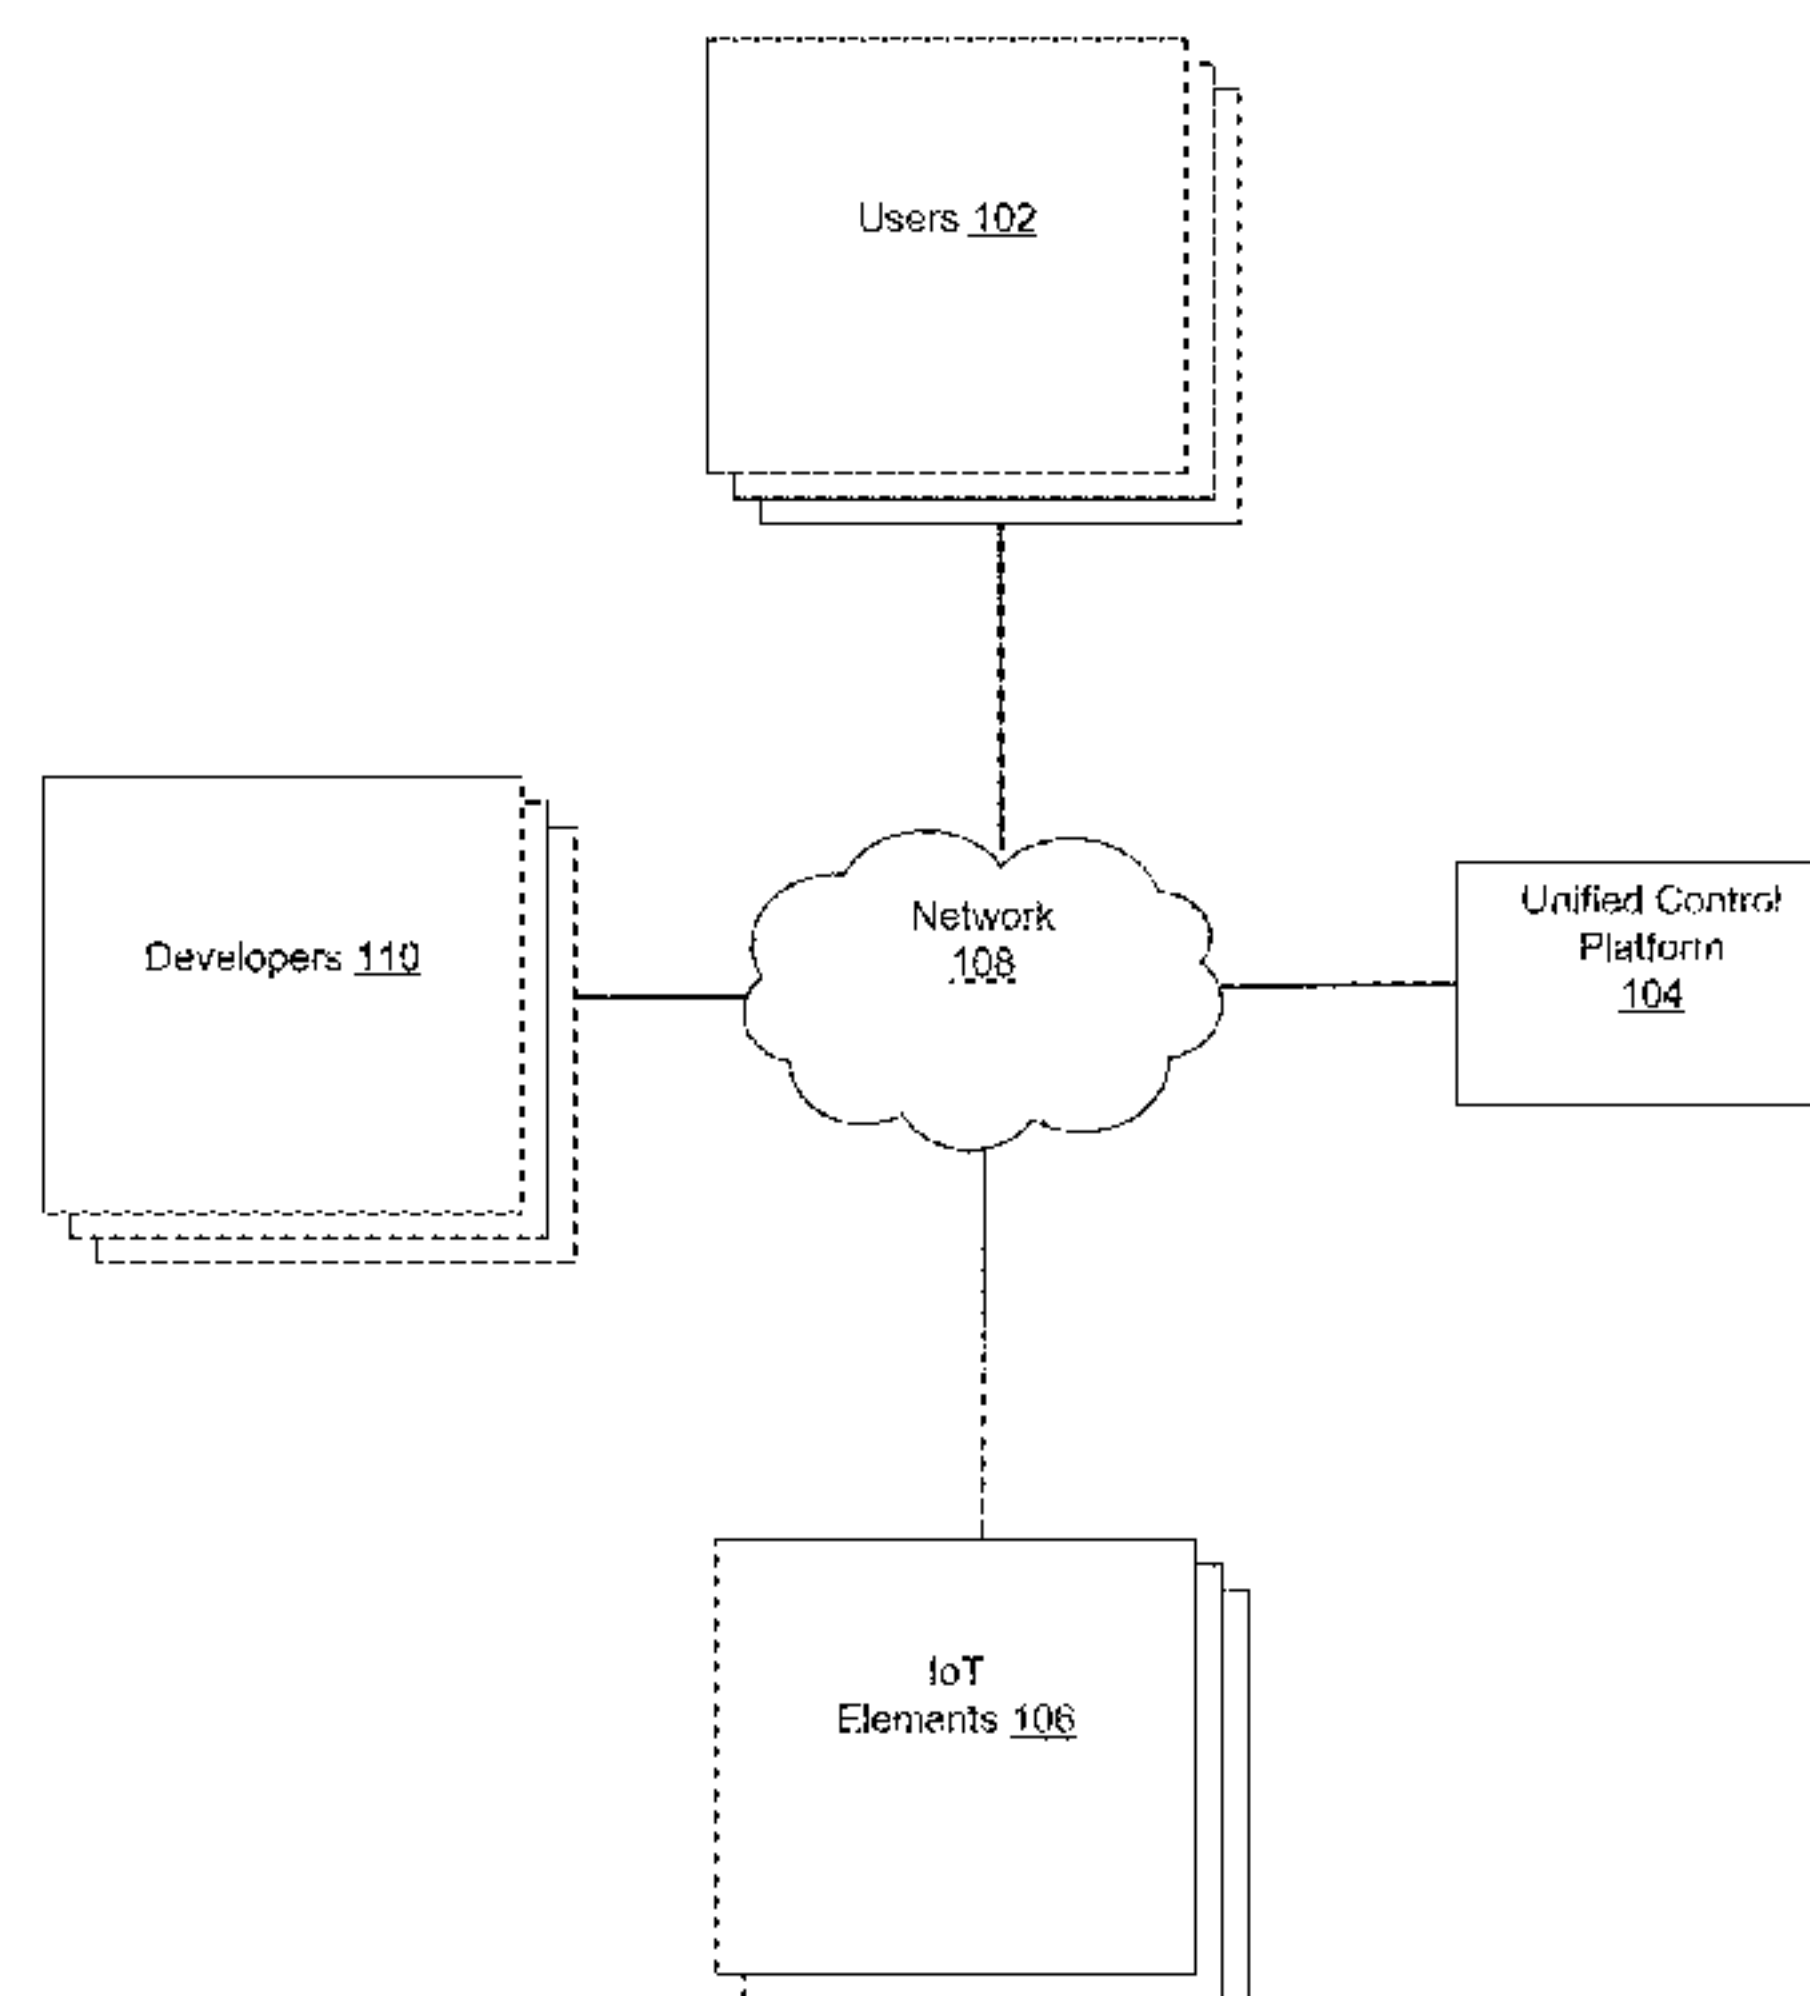 Users 102
Developers 110
Network
108
Unified Control
Platform
104
IoT
Elements 106